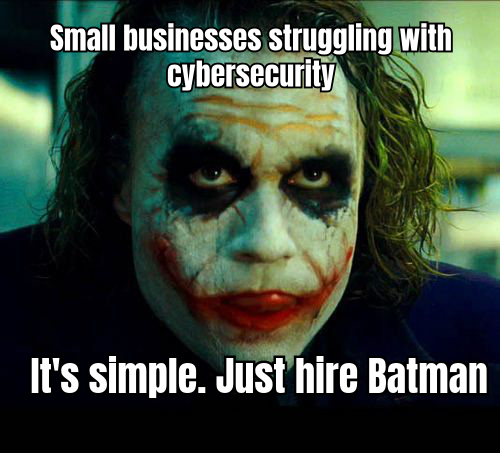 Small businesses struggling with
cybersecurity
It's simple. Just hire Batman